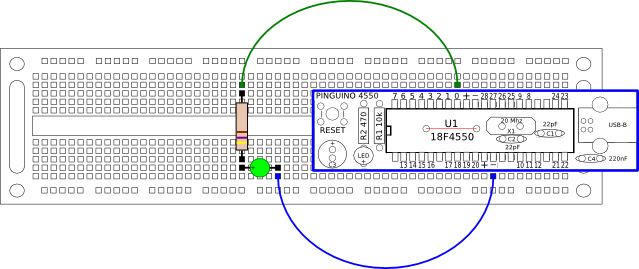 PINGUINO 4550
7 6 5 4 3 2 1 0 + − 28 27 26 25 9 8 23 24
RESET
R2 470
R1 10k
U1
18F4550
20 Mhz
X1
22pF
C1
C2
22pF
USB-B
+
C3
LED
C4
220nF
13 14 15 16 17 18 19 20 + − 10 11 12 21 22